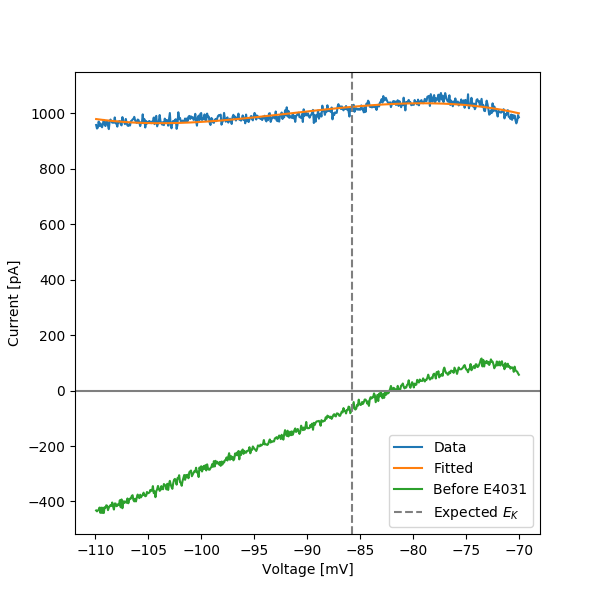 1000
800
600
400
200
0
−200
−400
Current [pA]
−110
−105
−100
−95
−90
−85
−80
−75
−70
Voltage [mV]
Data
Fitted
Before E4031
Expected E_K